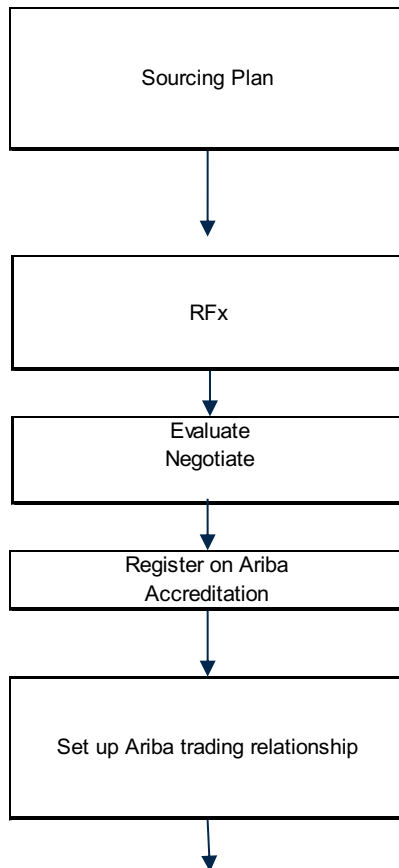 Sourcing Plan
RFx
Evaluate
Negotiate
Register on Ariba
Accreditation
Set up Ariba trading relationship